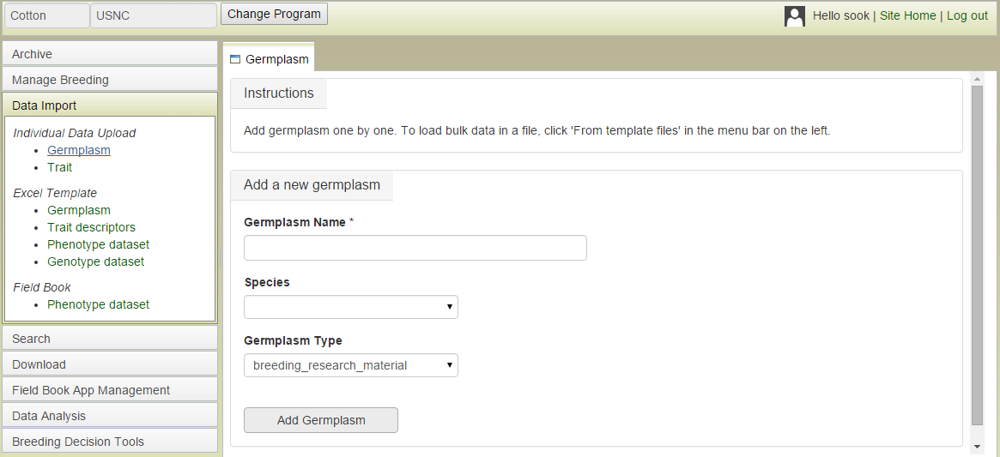 Cotton USNC Change Program Hello sook | Site Home | Log out
Archive
Manage Breeding
Data Import
Individual Data Upload
• Germplasm
• Trait
Excel Template
• Germplasm
• Trait descriptors
• Phenotype dataset
• Genotype dataset
Field Book
• Phenotype dataset
Search
Download
Field Book App Management
Data Analysis
Breeding Decision Tools
Germplasm
Instructions
Add germplasm one by one. To load bulk data in a file, click 'From template files' in the menu bar on the left.
Add a new germplasm
Germplasm Name *
Species
Germplasm Type
breeding_research_material
Add Germplasm